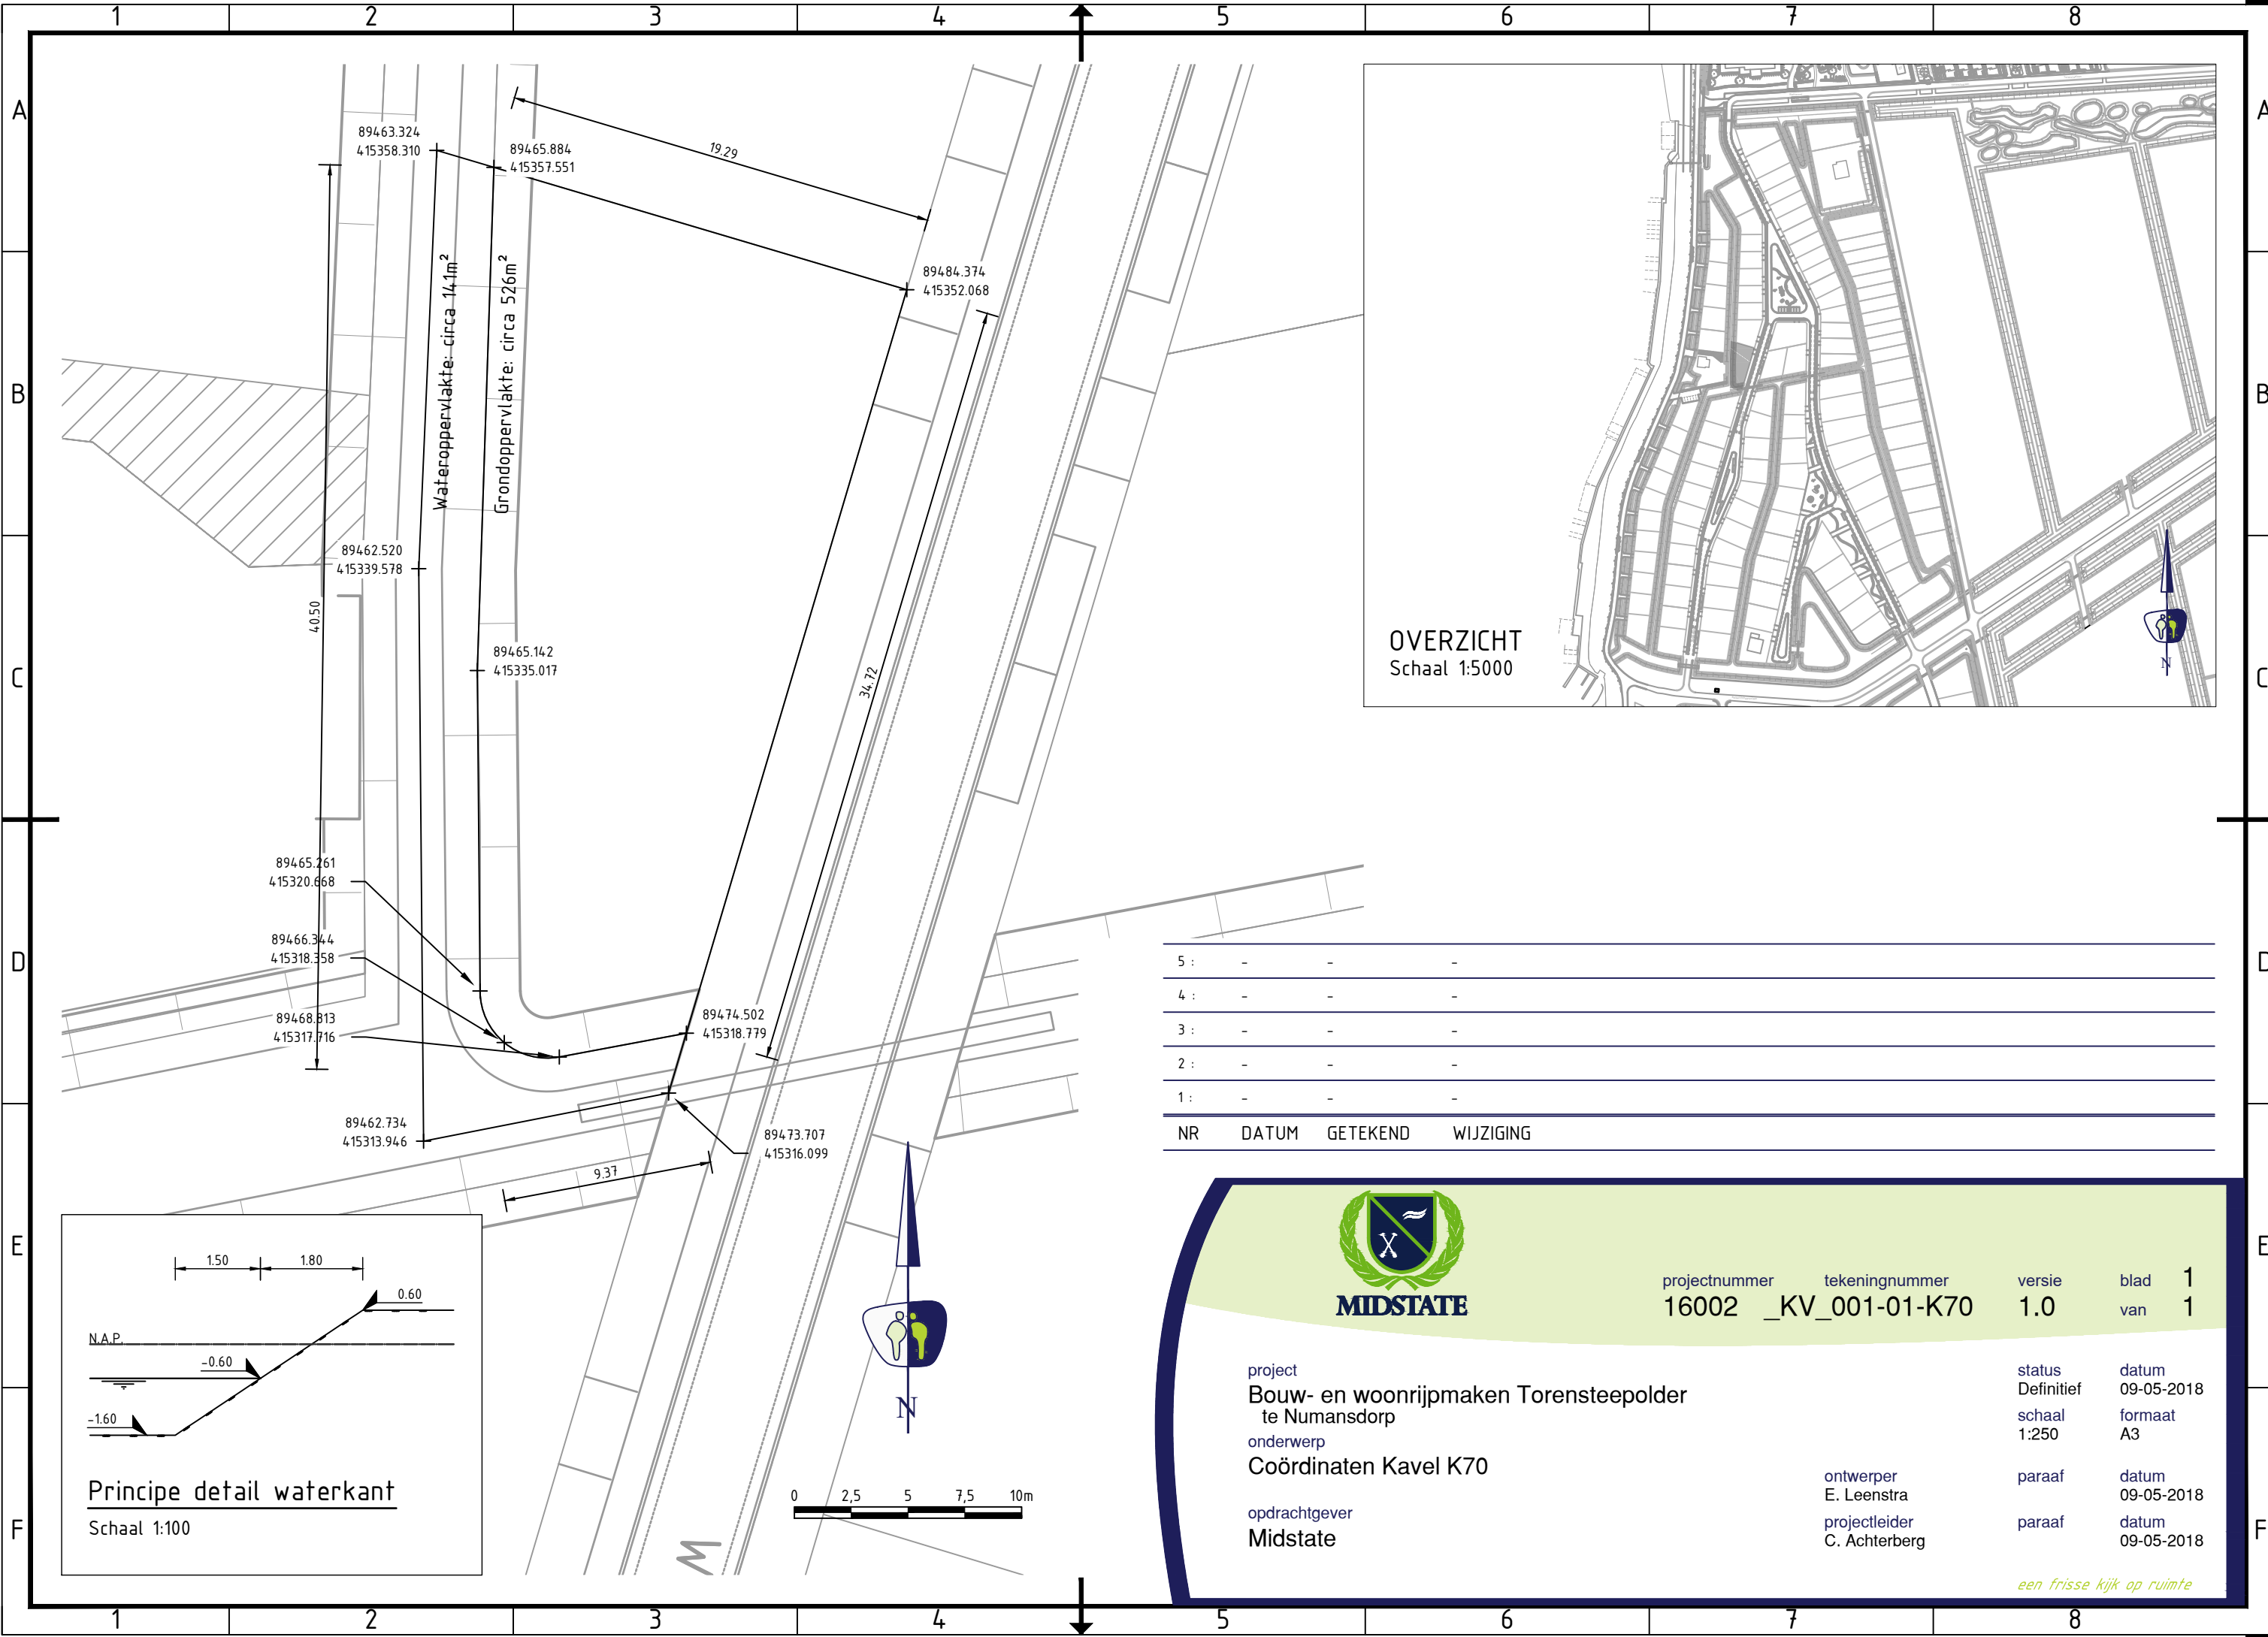 1 2 3 4 5 6 7 8
A A
B B
C C
D D
E E
F F
89463.324
415358.310
89465.884
415357.551
19.29
89484.374
415352.068
Wateroppervlakte: circa 141m²
Grondoppervlakte: circa 526m²
89462.520
415339.578
40.50
89465.142
415335.017
34.72
89465.261
415320.668
89466.344
415318.358
89468.813
415317.716
89474.502
415318.779
89462.734
415313.946
89473.707
415316.099
9.37
1.50 1.80
0.60
N.A.P.
-0.60
-1.60
Principe detail waterkant
Schaal 1:100
N
0 2,5 5 7,5 10m
M
OVERZICHT
Schaal 1:5000
N
5 : - - -
4 : - - -
3 : - - -
2 : - - -
1 : - - -
NR DATUM GETEKEND WIJZIGING
MIDSTATE
projectnummer tekeningnummer versie blad 1
16002 _KV_001-01-K70 1.0 van 1
project status datum
Bouw- en woonrijpmaken Torensteepolder Definitief 09-05-2018
te Numansdorp schaal formaat
1:250 A3
onderwerp
Coördinaten Kavel K70
ontwerper paraaf datum
E. Leenstra 09-05-2018
opdrachtgever projectleider paraaf datum
Midstate C. Achterberg 09-05-2018
een frisse kijk op ruimte
1 2 3 4 5 6 7 8